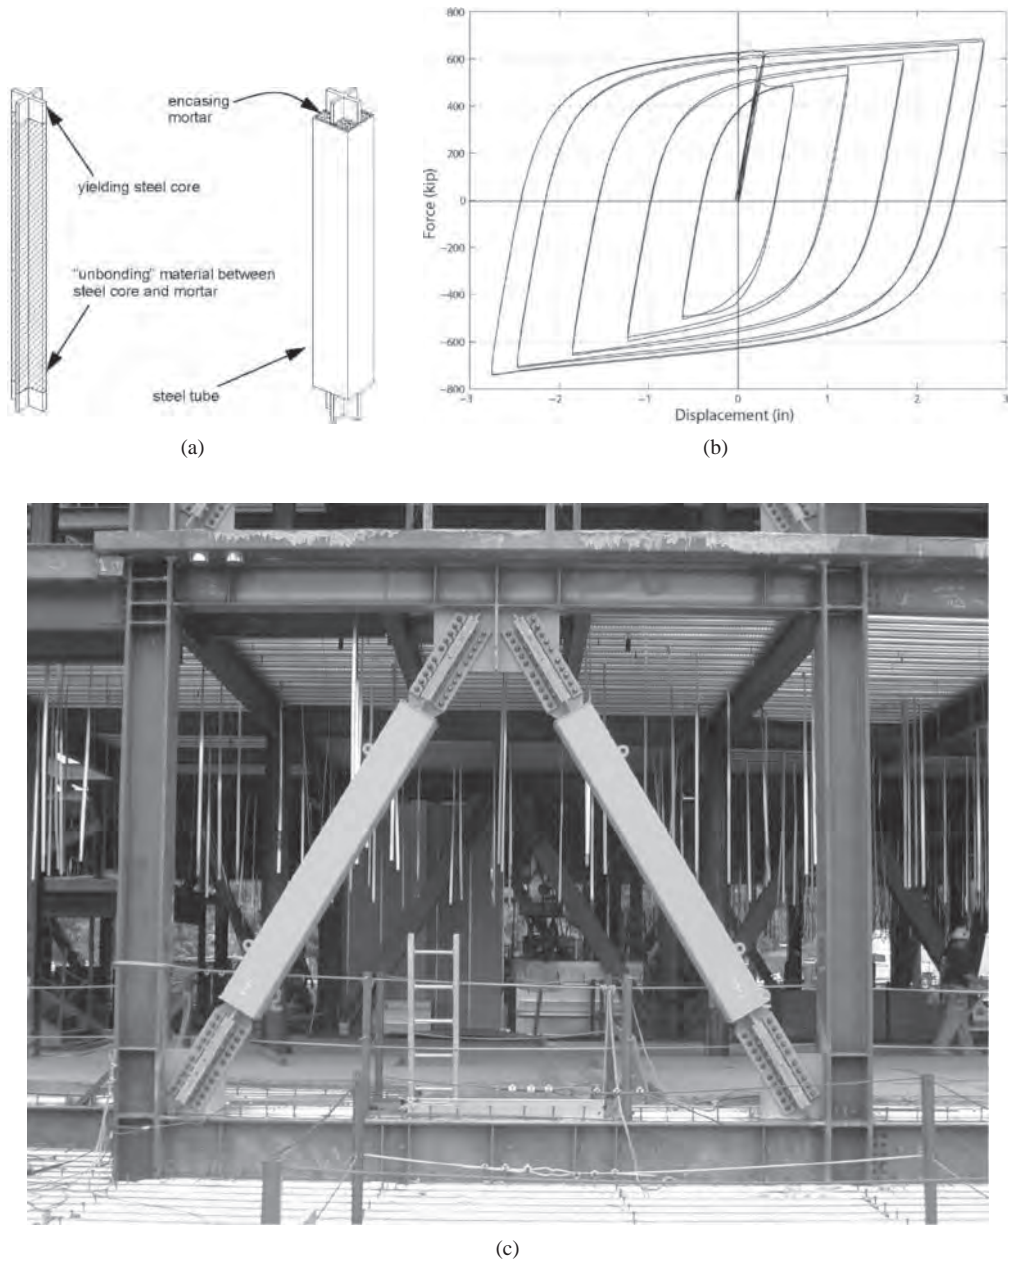 encasing
mortar
yielding steel core
"unbonding" material between
steel core and mortar
steel tube
(a)
800
600
400
200
0
−200
−400
−600
−800
Force (kip)
−3
−2
−1
0
1
2
3
Displacement (in)
(b)
(c)